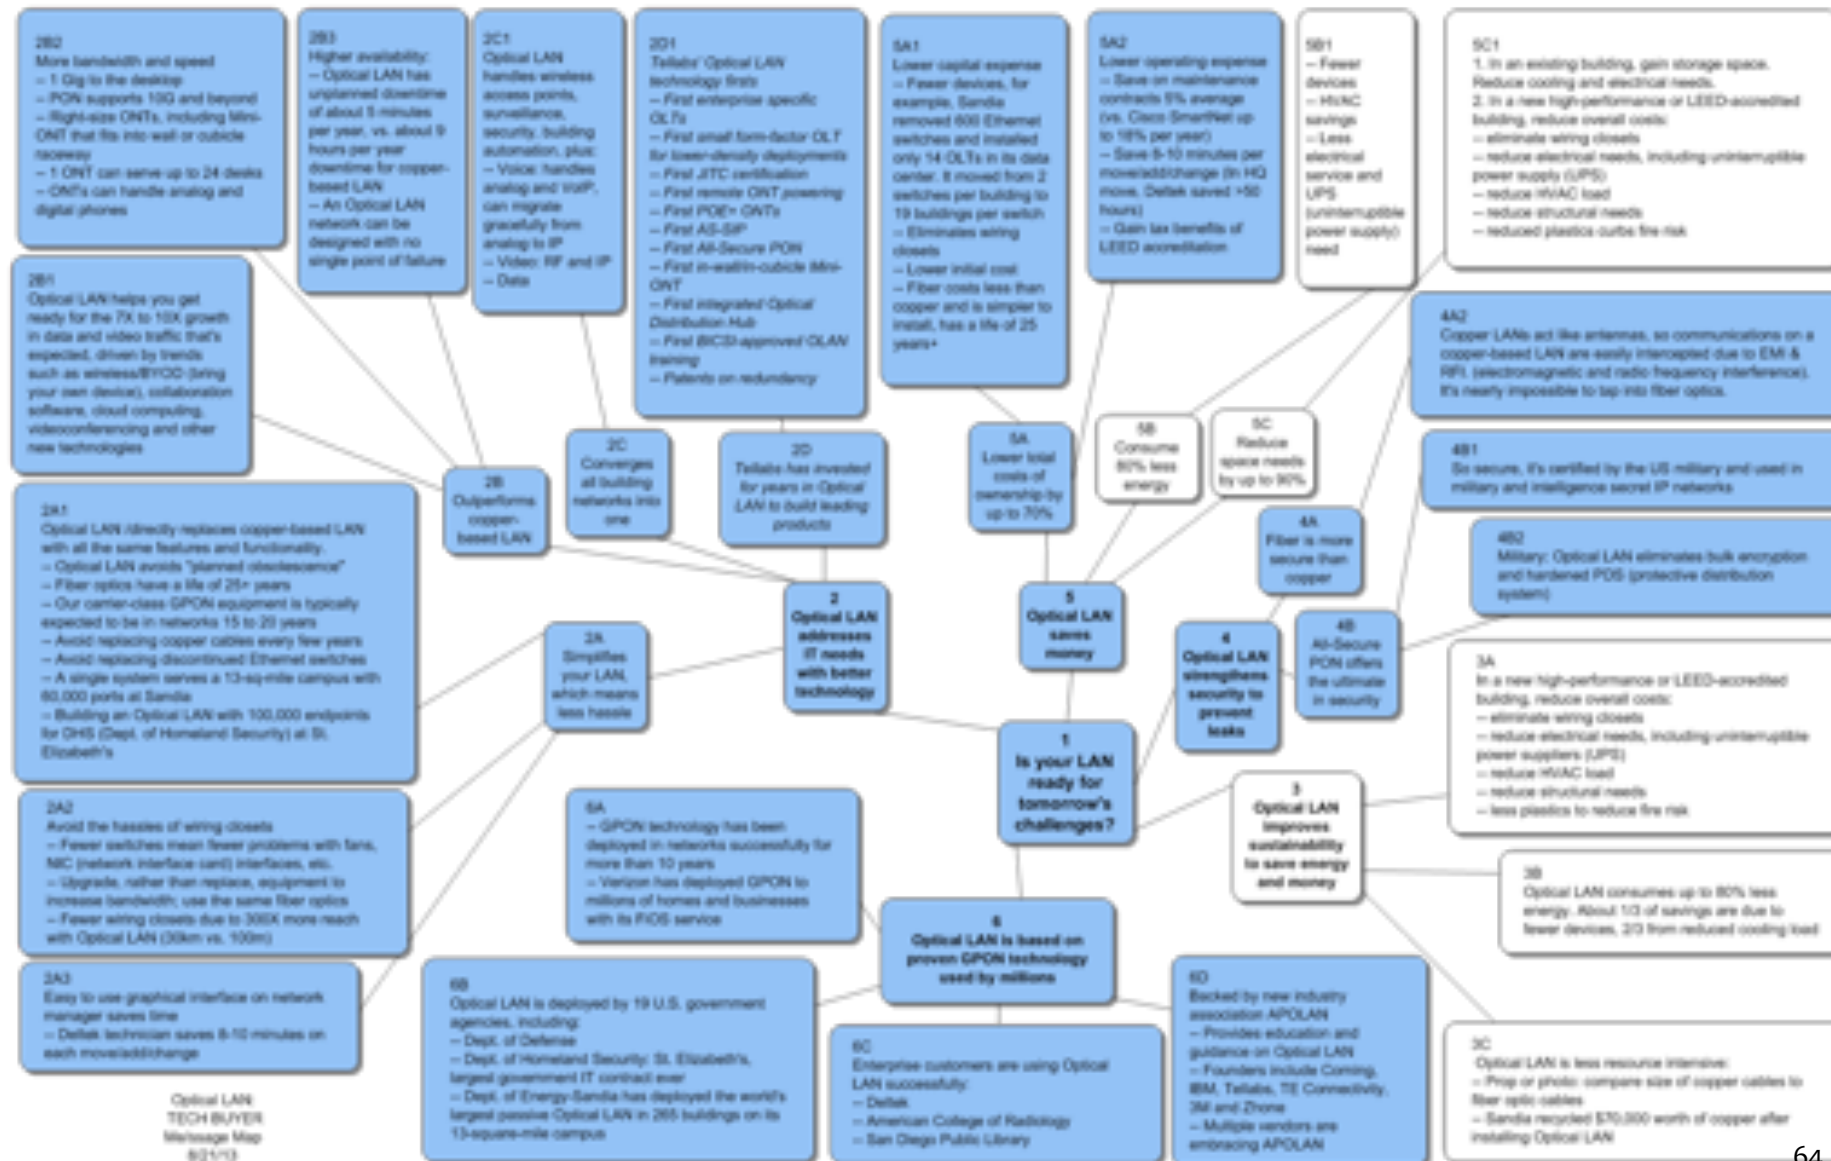 2B2
More bandwidth and speed
-- 1 Gig to the desktop
-- PON supports 10G and beyond
-- Right-size ONTs, including Mini-
ONT that fits into wall or cubicle
raceway
-- 1 ONT can serve up to 24 desks
-- ONTs can handle analog and
digital phones
2B3
Higher availability:
-- Optical LAN has
unplanned downtime
of about 5 minutes
per year, vs. about 9
hours per year
downtime for copper-
based LAN
-- An Optical LAN
network can be
designed with no
single point of failure
2C1
Optical LAN
handles wireless
access points,
surveillance,
security, building
automation, plus:
-- Voice: handles
analog and VoIP,
can migrate
gracefully from
analog to IP
-- Video: RF and IP
-- Data
2D1
Tellabs' Optical LAN
technology firsts
-- First enterprise specific
OLTs
-- First small form-factor OLT
for lower-density deployments
-- First JITC certification
-- First remote ONT powering
-- First POE+ ONTs
-- First AS-SIP
-- First All-Secure PON
-- First in-wall/in-cubicle Mini-
ONT
-- First integrated Optical
Distribution Hub
-- First BICSI-approved OLAN
training
-- Patents on redundancy
5A1
Lower capital expense
-- Fewer devices, for
example, Sandia
removed 600 Ethernet
switches and installed
only 14 OLTs in its data
center. It moved from 2
switches per building to
19 buildings per switch
-- Eliminates wiring
closets
-- Lower initial cost
-- Fiber costs less than
copper and is simpler to
install, has a life of 25
years+
5A2
Lower operating expense
-- Save on maintenance
contracts 5% average
(vs. Cisco SmartNet up
to 18% per year)
-- Save 8-10 minutes per
move/add/change (In HQ
move, Deltek saved >50
hours)
-- Gain tax benefits of
LEED accreditation
5B1
-- Fewer
devices
-- HVAC
savings
-- Less
electrical
service and
UPS
(uninterruptible
power supply)
need
5C1
1. In an existing building, gain storage space.
Reduce cooling and electrical needs.
2. In a new high-performance or LEED-accredited
building, reduce overall costs:
-- eliminate wiring closets
-- reduce electrical needs, including uninterruptible
power supply (UPS)
-- reduce HVAC load
-- reduce structural needs
-- reduced plastics curbs fire risk
2B1
Optical LAN helps you get
ready for the 7X to 10X growth
in data and video traffic that's
expected, driven by trends
such as wireless/BYOD (bring
your own device), collaboration
software, cloud computing,
videoconferencing and other
new technologies
4A2
Copper LANs act like antennas, so communications on a
copper-based LAN are easily intercepted due to EMI &
RFI. (electromagnetic and radio frequency interference).
It's nearly impossible to tap into fiber optics.
2B
Outperforms
copper-
based LAN
2C
Converges
all building
networks into
one
2D
Tellabs has invested
for years in Optical
LAN to build leading
products
5A
Lower total
costs of
ownership by
up to 70%
5B
Consume
80% less
energy
5C
Reduce
space needs
by up to 90%
4B1
So secure, it's certified by the US military and used in
military and intelligence secret IP networks
4A
Fiber is more
secure than
copper
4B2
Military: Optical LAN eliminates bulk encryption
and hardened PDS (protective distribution
system)
2A1
Optical LAN /directly replaces copper-based LAN
with all the same features and functionality.
-- Optical LAN avoids "planned obsolescence"
-- Fiber optics have a life of 25+ years
-- Our carrier-class GPON equipment is typically
expected to be in networks 15 to 20 years
-- Avoid replacing copper cables every few years
-- Avoid replacing discontinued Ethernet switches
-- A single system serves a 13-sq-mile campus with
60,000 ports at Sandia
-- Building an Optical LAN with 100,000 endpoints
for DHS (Dept. of Homeland Security) at St.
Elizabeth's
2A
Simplifies
your LAN,
which means
less hassle
2
Optical LAN
addresses
IT needs
with better
technology
5
Optical LAN
saves
money
4
Optical LAN
strengthens
security to
prevent
leaks
4B
All-Secure
PON offers
the ultimate
in security
3A
In a new high-performance or LEED-accredited
building, reduce overall costs:
-- eliminate wiring closets
-- reduce electrical needs, including uninterruptible
power suppliers (UPS)
-- reduce HVAC load
-- reduce structural needs
-- less plastics to reduce fire risk
1
Is your LAN
ready for
tomorrow's
challenges?
3
Optical LAN
improves
sustainability
to save energy
and money
2A2
Avoid the hassles of wiring closets
-- Fewer switches mean fewer problems with fans,
NIC (network interface card) interfaces, etc.
-- Upgrade, rather than replace, equipment to
increase bandwidth; use the same fiber optics
-- Fewer wiring closets due to 300X more reach
with Optical LAN (30km vs. 100m)
6A
-- GPON technology has been
deployed in networks successfully for
more than 10 years
-- Verizon has deployed GPON to
millions of homes and businesses
with its FiOS service
3B
Optical LAN consumes up to 80% less
energy. About 1/3 of savings are due to
fewer devices, 2/3 from reduced cooling load
6
Optical LAN is based on
proven GPON technology
used by millions
2A3
Easy to use graphical interface on network
manager saves time
-- Deltek technician saves 8-10 minutes on
each move/add/change
6B
Optical LAN is deployed by 19 U.S. government
agencies, including:
-- Dept. of Defense
-- Dept. of Homeland Security: St. Elizabeth's,
largest government IT contract ever
-- Dept. of Energy-Sandia has deployed the world's
largest passive Optical LAN in 265 buildings on its
13-square-mile campus
6C
Enterprise customers are using Optical
LAN successfully:
-- Deltek
-- American College of Radiology
-- San Diego Public Library
6D
Backed by new industry
association APOLAN
-- Provides education and
guidance on Optical LAN
-- Founders include Corning,
IBM, Tellabs, TE Connectivity,
3M and Zhone
-- Multiple vendors are
embracing APOLAN
3C
Optical LAN is less resource intensive:
-- Prop or photo: compare size of copper cables to
fiber optic cables
-- Sandia recycled $70,000 worth of copper after
installing Optical LAN
Optical LAN:
TECH BUYER
Message Map
8/21/13
64